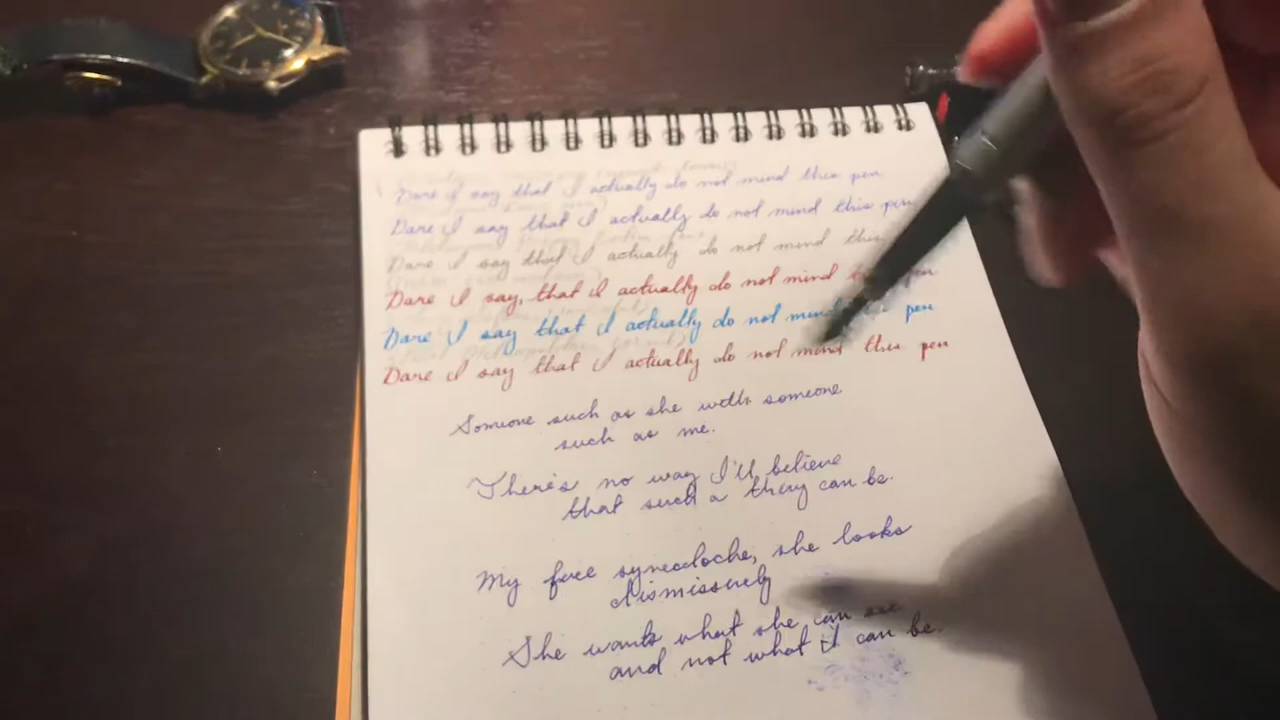 Dare I say that I actually do not mind this pen
Dare I say that I actually do not mind this pen
Dare I say that I actually do not mind this
Dare I say, that I actually do not mind pen
Dare I say that I actually do not mind pen
Dare I say that I actually do not mind this pen
Someone such as she with someone
such as me.
There's no way I'll believe
that such a thing can be.
My face synecdoche, she looks
dismissively
She wants what she can see
and not what it can be.